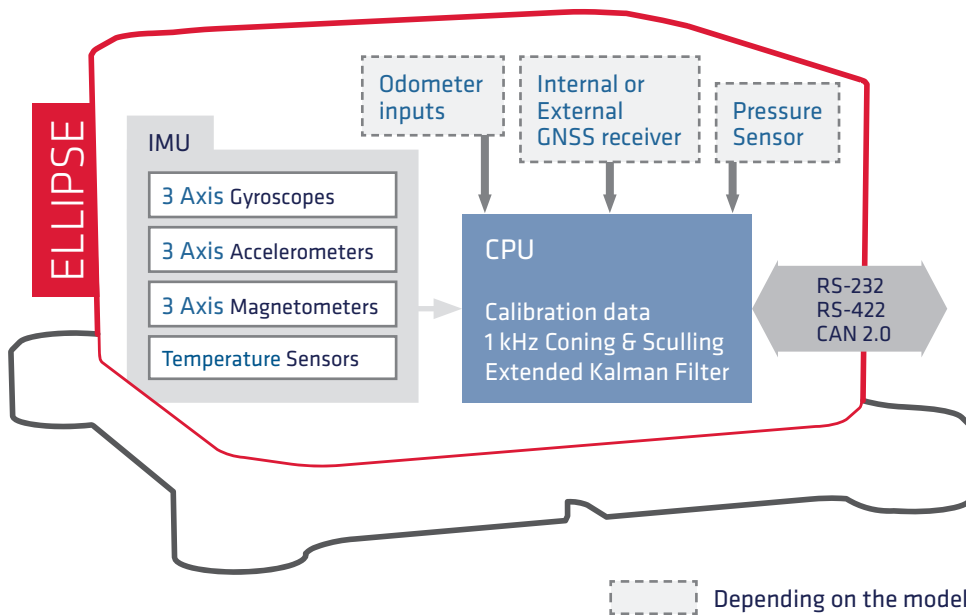 ELLIPSE
Odometer
inputs
Internal or
External
GNSS receiver
Pressure
Sensor
IMU
3 Axis Gyroscopes
3 Axis Accelerometers
3 Axis Magnetometers
Temperature Sensors
CPU
Calibration data
1 kHz Coning & Sculling
Extended Kalman Filter
RS-232
RS-422
CAN 2.0
Depending on the model